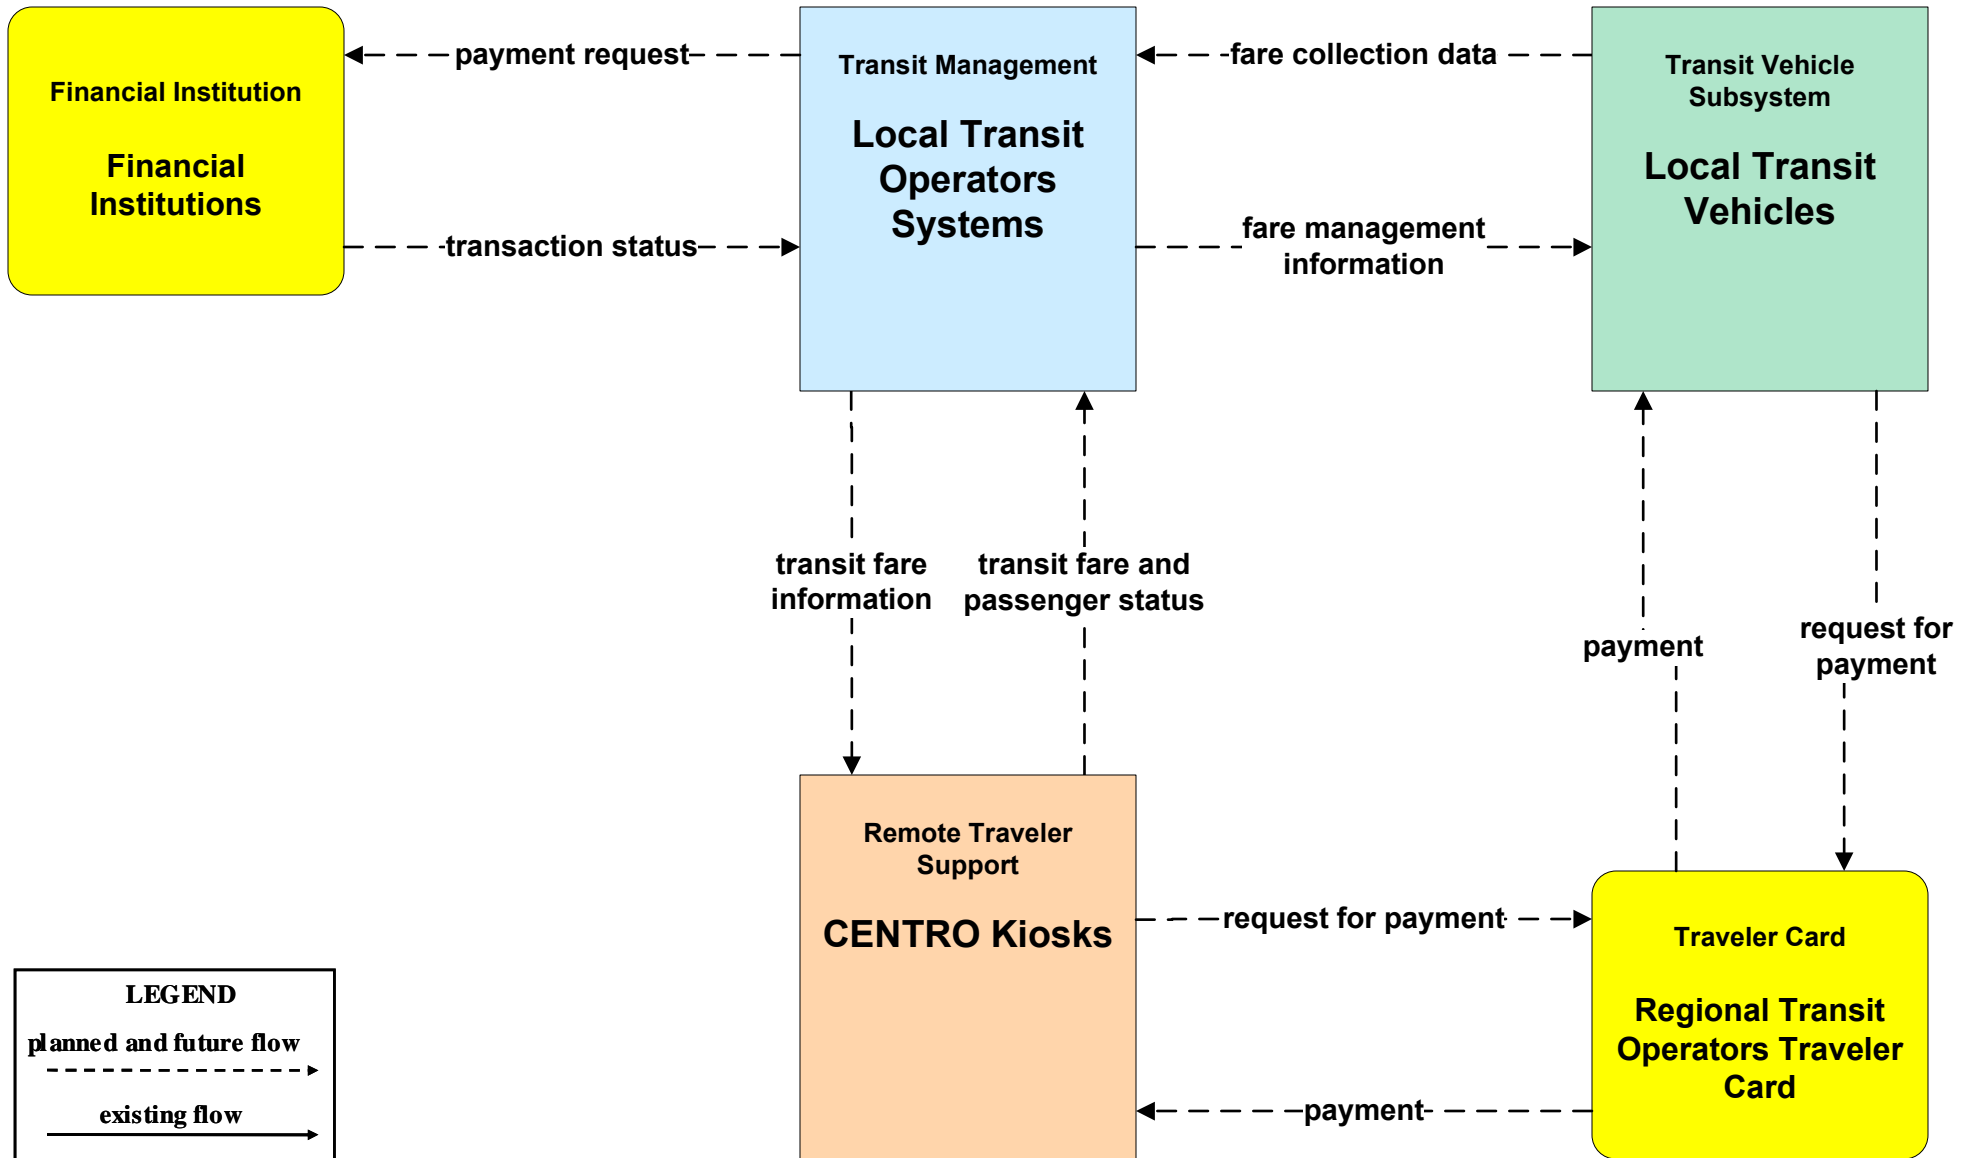 Financial Institution
Financial
Institutions
payment request
transaction status
Transit Management
Local Transit
Operators
Systems
fare collection data
fare management
information
Transit Vehicle
Subsystem
Local Transit
Vehicles
transit fare
information
transit fare and
passenger status
payment
request for
payment
Remote Traveler
Support
CENTRO Kiosks
request for payment
payment
Traveler Card
Regional Transit
Operators Traveler
Card
LEGEND
planned and future flow
existing flow